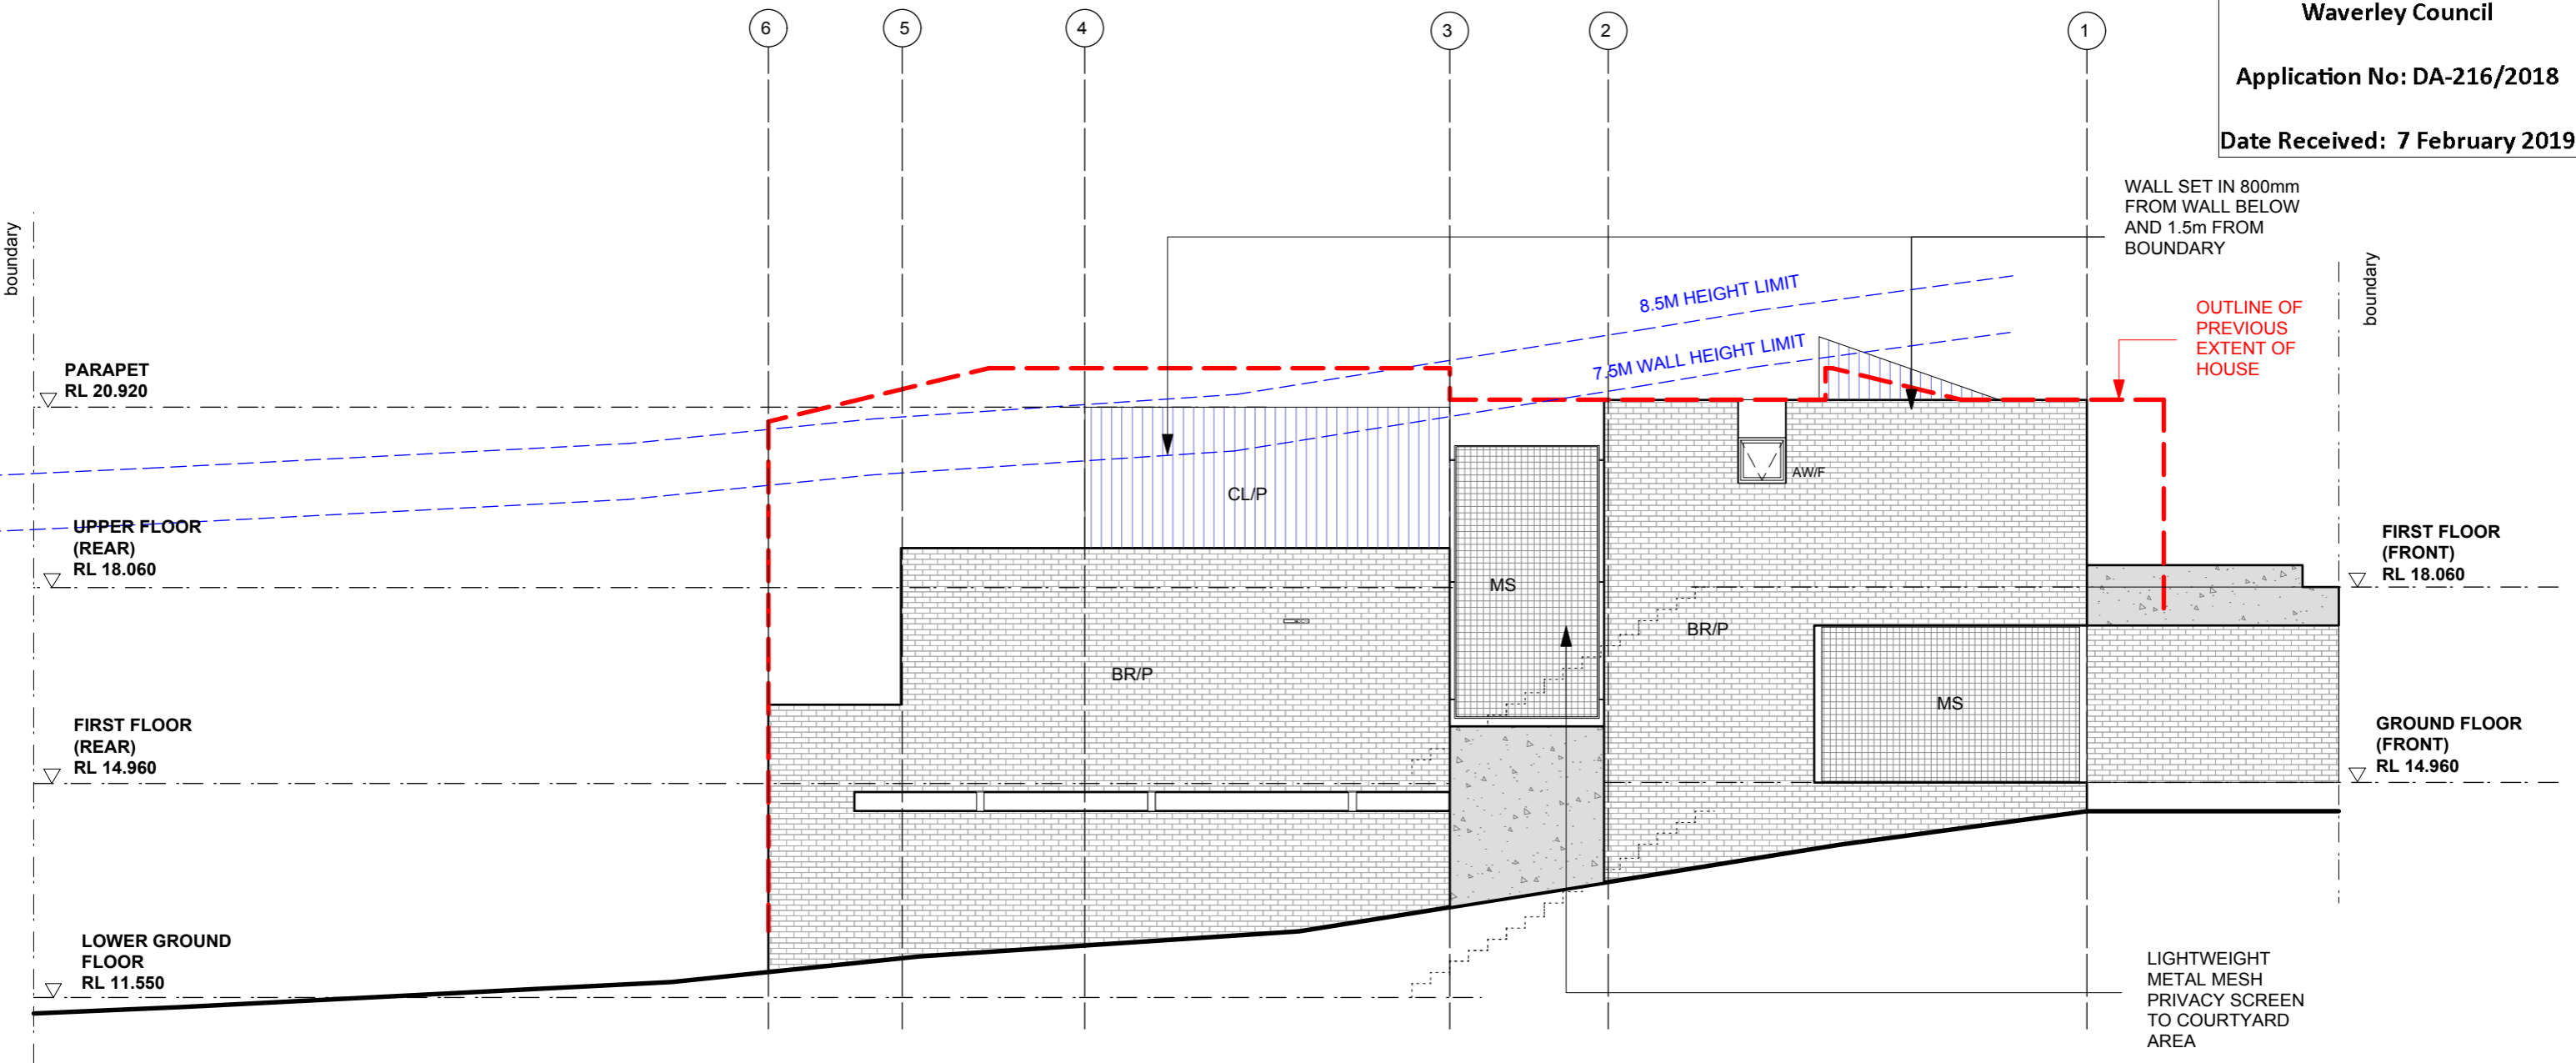 Waverley Council
Application No: DA-216/2018
Date Received: 7 February 2019
6
5
4
3
2
1
WALL SET IN 800mm
FROM WALL BELOW
AND 1.5m FROM
BOUNDARY
boundary
boundary
8.5M HEIGHT LIMIT
7.5M WALL HEIGHT LIMIT
OUTLINE OF
PREVIOUS
EXTENT OF
HOUSE
PARAPET
RL 20.920
CL/P
AW/F
UPPER FLOOR
(REAR)
RL 18.060
FIRST FLOOR
(FRONT)
RL 18.060
MS
BR/P
BR/P
MS
FIRST FLOOR
(REAR)
RL 14.960
GROUND FLOOR
(FRONT)
RL 14.960
LOWER GROUND
FLOOR
RL 11.550
LIGHTWEIGHT
METAL MESH
PRIVACY SCREEN
TO COURTYARD
AREA